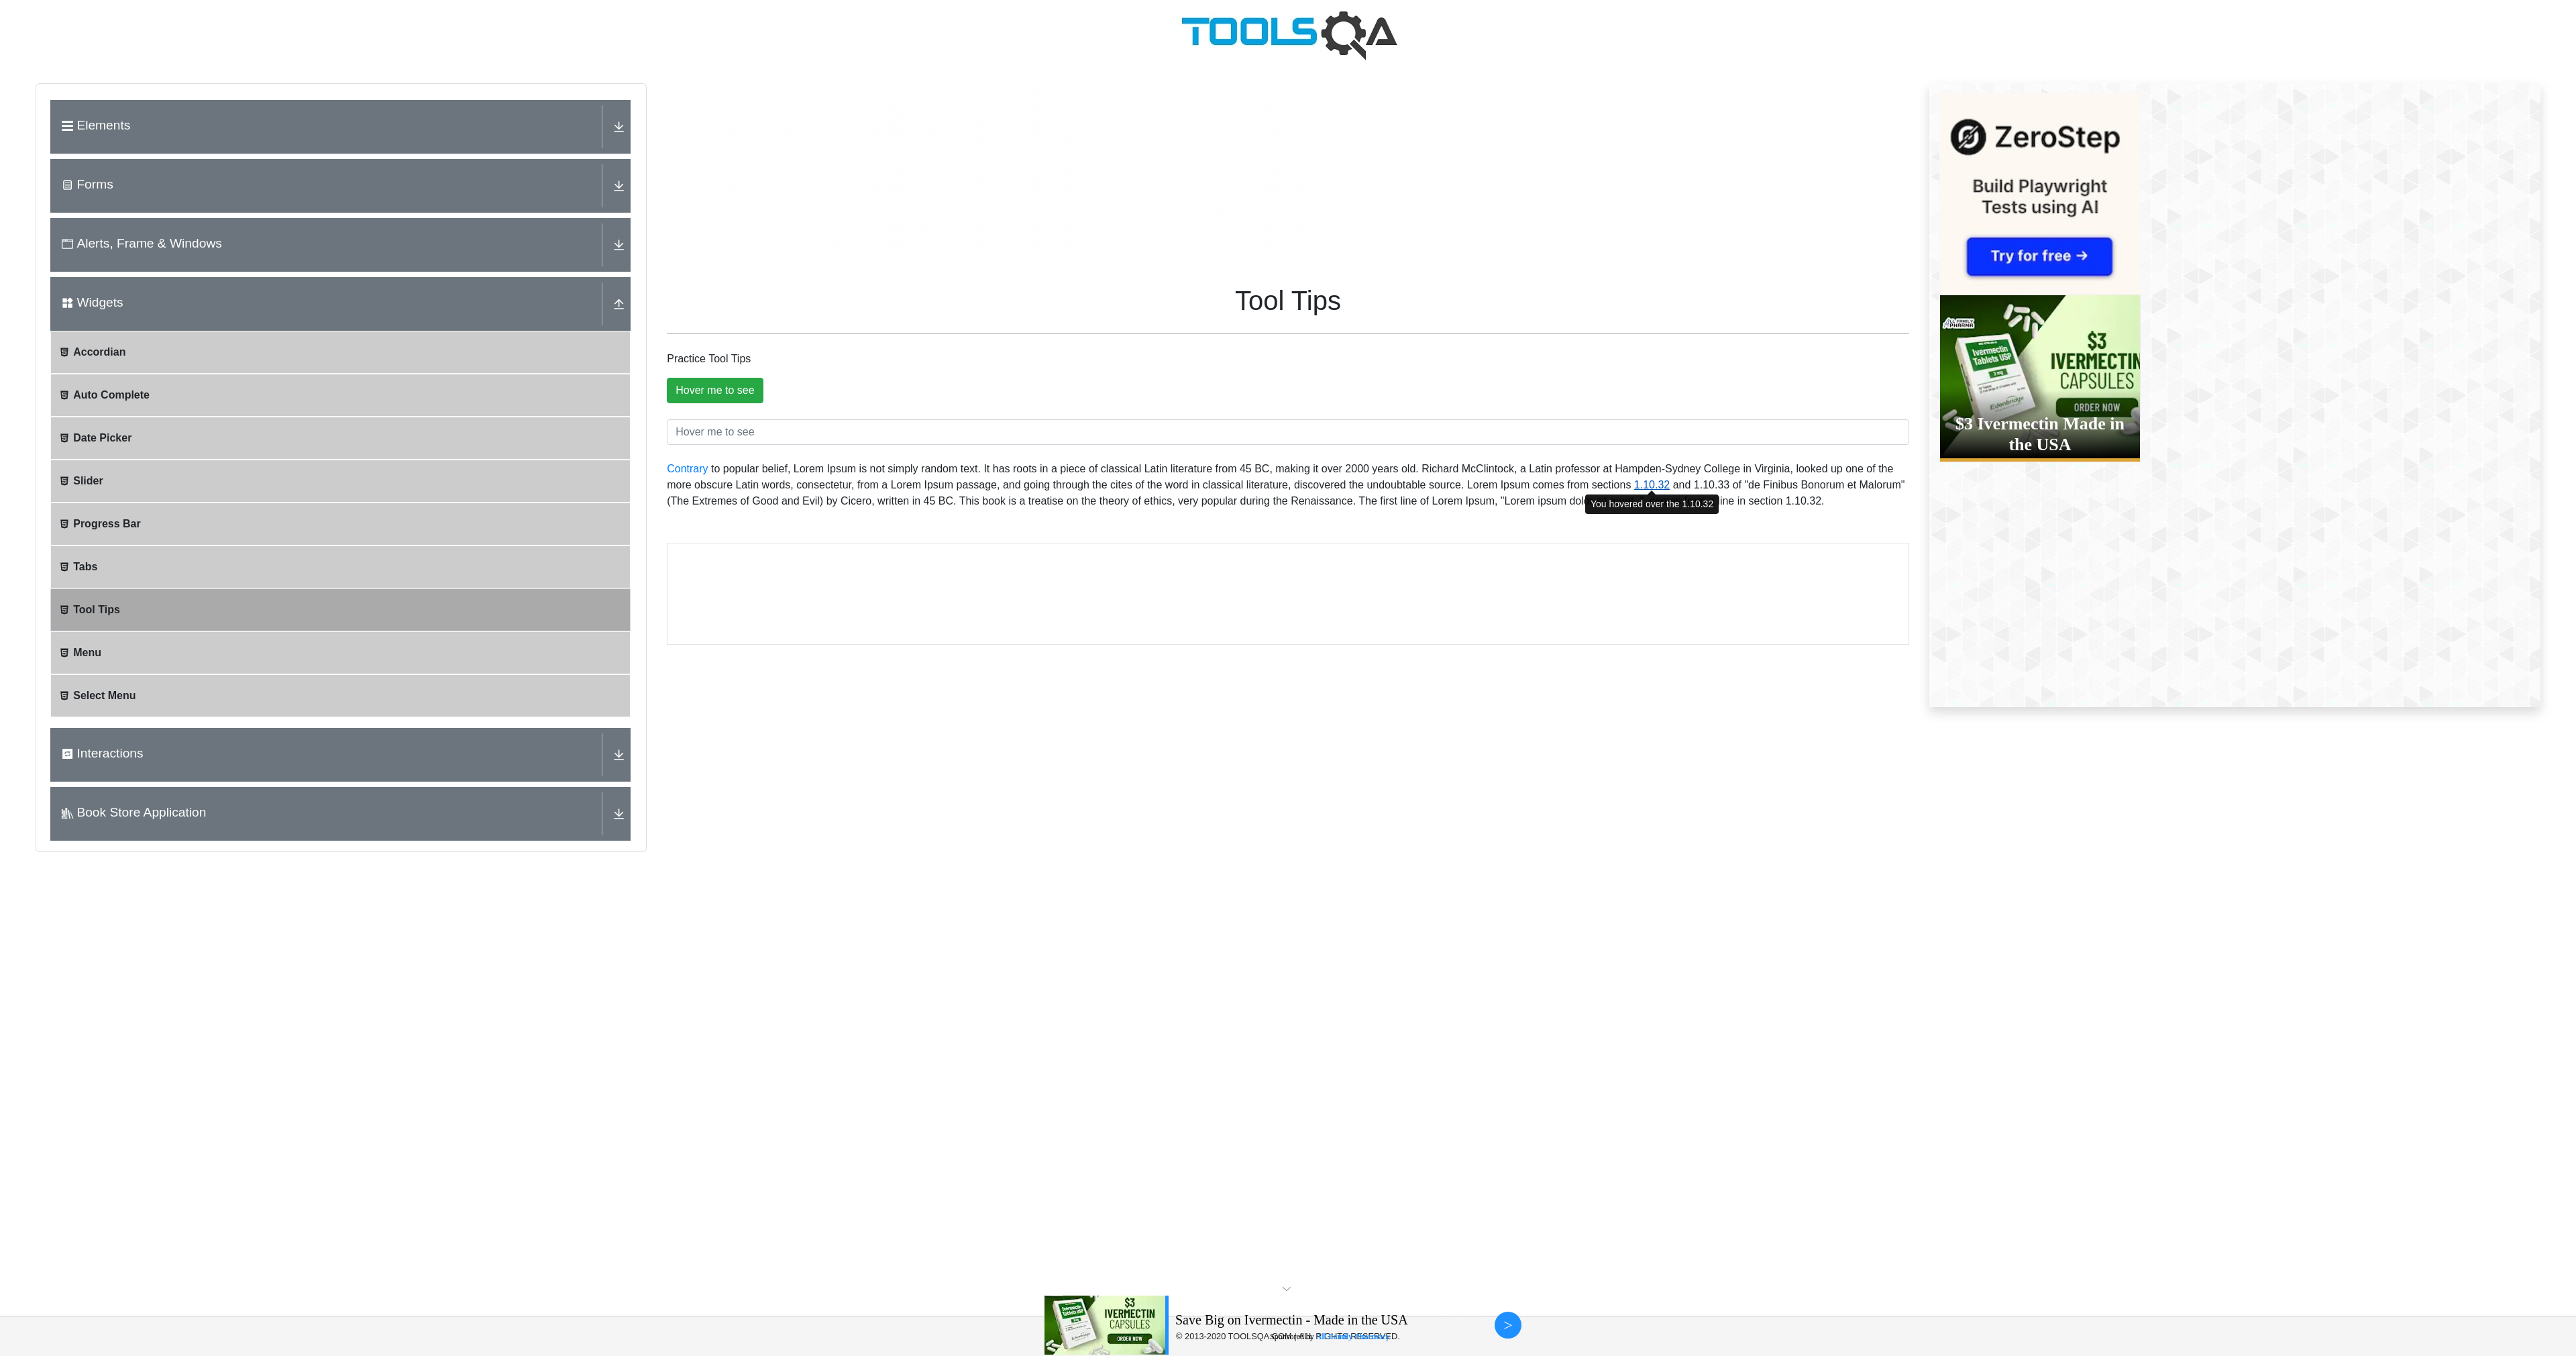 TOOLSQA
Elements
Forms
Alerts, Frame & Windows
Widgets
Accordian
Auto Complete
Date Picker
Slider
Progress Bar
Tabs
Tool Tips
Menu
Select Menu
Interactions
Book Store Application
Tool Tips
Practice Tool Tips
Hover me to see
Hover me to see
Contrary to popular belief, Lorem Ipsum is not simply random text. It has roots in a piece of classical Latin literature from 45 BC, making it over 2000 years old. Richard McClintock, a Latin professor at Hampden-Sydney College in Virginia, looked up one of the
more obscure Latin words, consectetur, from a Lorem Ipsum passage, and going through the cites of the word in classical literature, discovered the undoubtable source. Lorem Ipsum comes from sections 1.10.32 and 1.10.33 of "de Finibus Bonorum et Malorum"
(The Extremes of Good and Evil) by Cicero, written in 45 BC. This book is a treatise on the theory of ethics, very popular during the Renaissance. The first line of Lorem Ipsum, "Lorem ipsum line in section 1.10.32.
You hovered over the 1.10.32
ZeroStep
Build Playwright
Tests using AI
Try for free →
FAMILY
PHARMA
Ivermectin
Tablets USP
3 mg
Edenbridge
$3
IVERMECTIN
CAPSULES
ORDER NOW
$3 Ivermectin Made in
the USA
$3
IVERMECTIN
CAPSULES
ORDER NOW
Save Big on Ivermectin - Made in the USA
© 2013-2020 TOOLSQA.COM | ALL RIGHTS RESERVED.
>